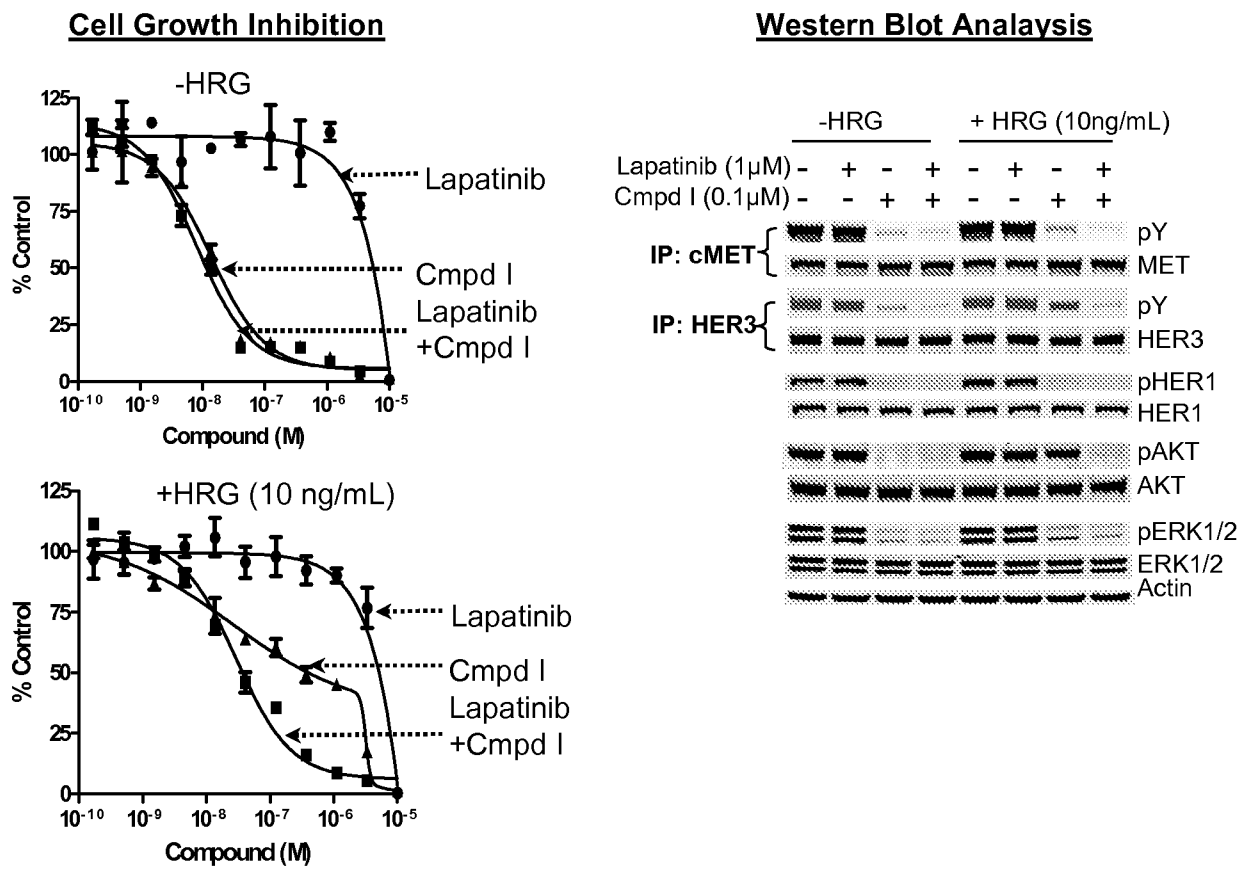 Cell Growth Inhibition
-HRG
125
100
75
50
25
0
% Control
10-10 10-9 10-8 10-7 10-6 10-5
Compound (M)
Lapatinib
Cmpd I
Lapatinib
+Cmpd I
+HRG (10 ng/mL)
125
100
75
50
25
0
% Control
10-10 10-9 10-8 10-7 10-6 10-5
Compound (M)
Lapatinib
Cmpd I
Lapatinib
+Cmpd I
Western Blot Analaysis
-HRG + HRG (10ng/mL)
Lapatinib (1µM) - + - + - + - +
Cmpd I (0.1µM) - - + + - - + +
IP: cMET
pY
MET
IP: HER3
pY
HER3
pHER1
HER1
pAKT
AKT
pERK1/2
ERK1/2
Actin